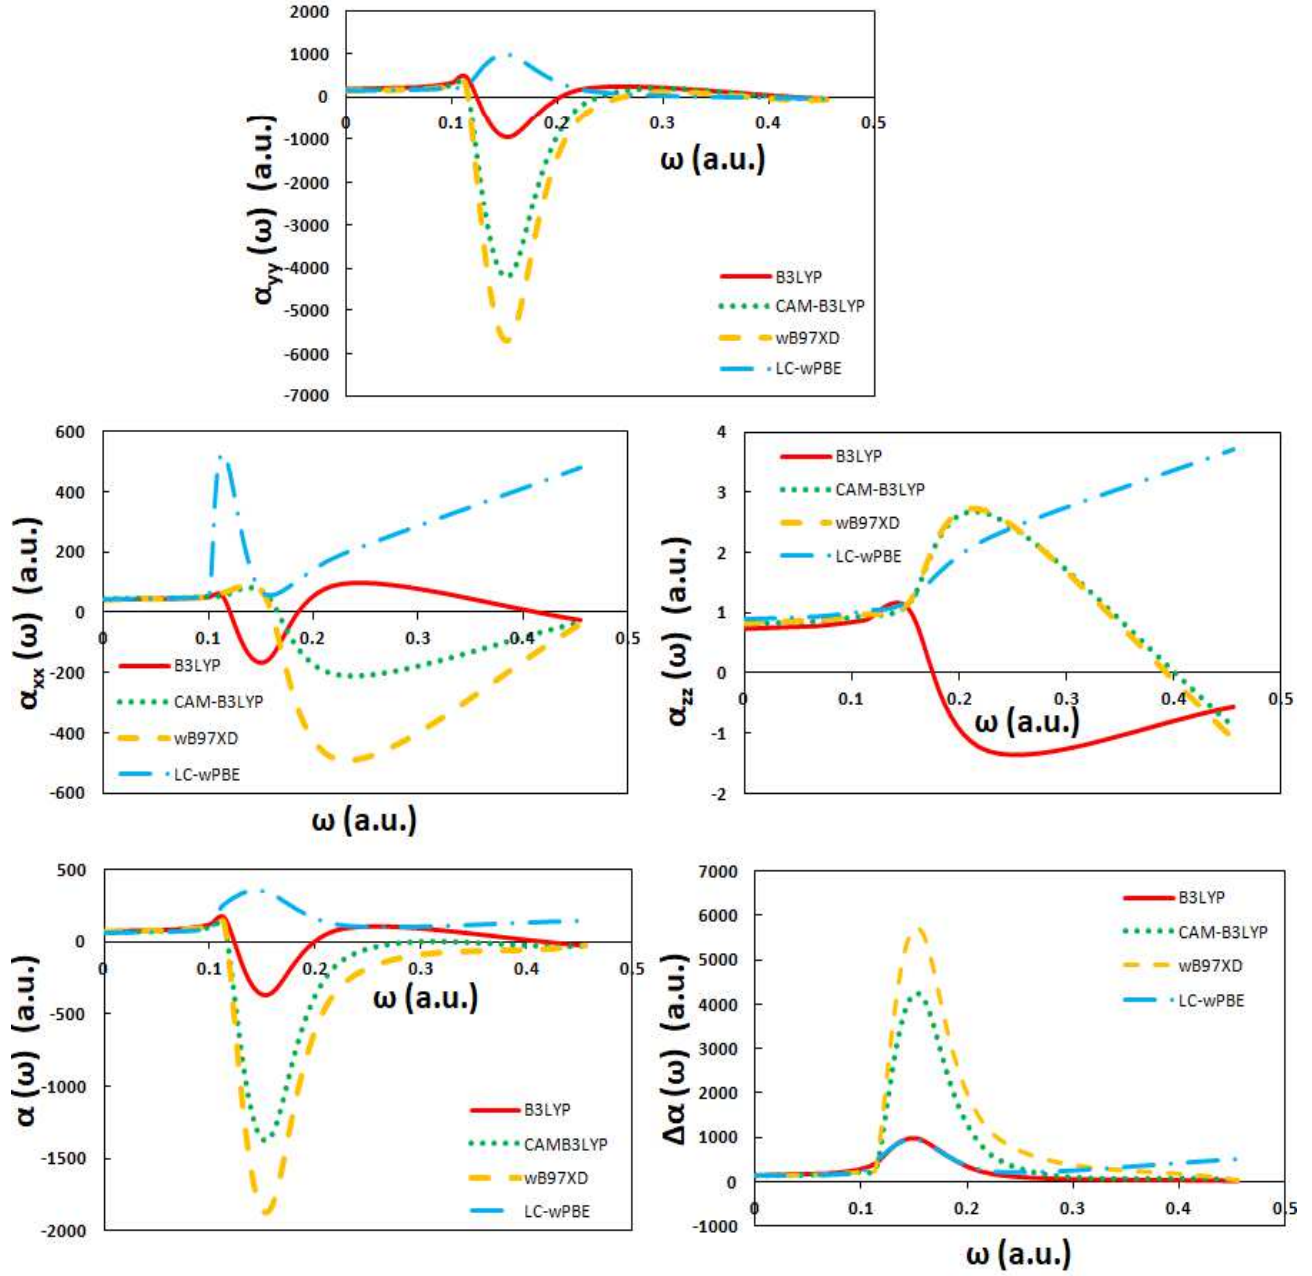 2000
1000
0
-1000
-2000
-3000
-4000
-5000
-6000
-7000
0 0.1 0.2 0.3 0.4 0.5
αyy (ω) (a.u.)
ω (a.u.)
B3LYP
CAM-B3LYP
wB97XD
LC-wPBE
600
400
200
0
-200
-400
-600
0 0.1 0.2 0.3 0.4 0.5
αxx (ω) (a.u.)
B3LYP
CAM-B3LYP
wB97XD
LC-wPBE
ω (a.u.)
4
3
2
1
0
-1
-2
0 0.1 0.2 0.3 0.4 0.5
αzz (ω) (a.u.)
B3LYP
CAM-B3LYP
wB97XD
LC-wPBE
ω (a.u.)
500
0
-500
-1000
-1500
-2000
0 0.1 0.2 0.3 0.4 0.5
α (ω) (a.u.)
ω (a.u.)
B3LYP
CAMB3LYP
wB97XD
LC-wPBE
7000
6000
5000
4000
3000
2000
1000
0
-1000
0 0.1 0.2 0.3 0.4 0.5
Δα (ω) (a.u.)
B3LYP
CAM-B3LYP
wB97XD
LC-wPBE
ω (a.u.)